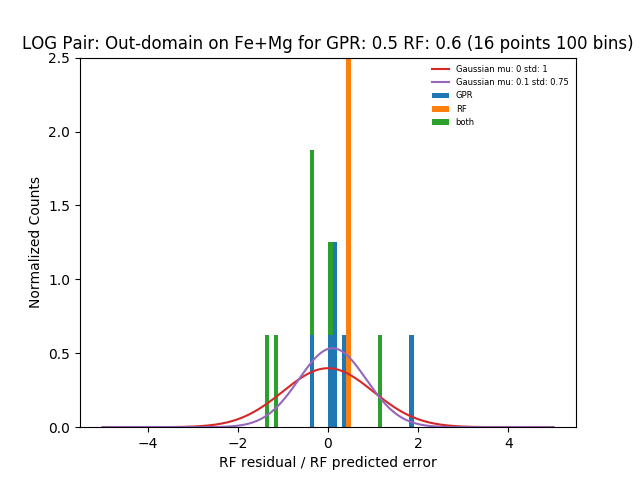 LOG Pair: Out-domain on Fe+Mg for GPR: 0.5 RF: 0.6 (16 points 100 bins)
2.5
2.0
1.5
1.0
0.5
0.0
Normalized Counts
Gaussian mu: 0 std: 1
Gaussian mu: 0.1 std: 0.75
GPR
RF
both
−4 −2 0 2 4
RF residual / RF predicted error